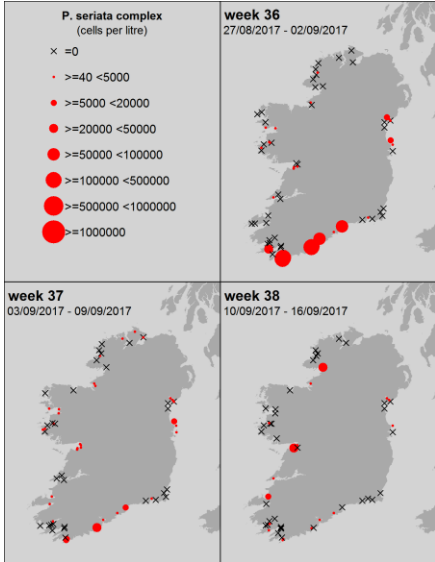 P. seriata complex
(cells per litre)
=0
>=40 <5000
>=5000 <20000
>=20000 <50000
>=50000 <100000
>=100000 <500000
>=500000 <1000000
>=1000000
week 36
27/08/2017 - 02/09/2017
week 37
03/09/2017 - 09/09/2017
week 38
10/09/2017 - 16/09/2017